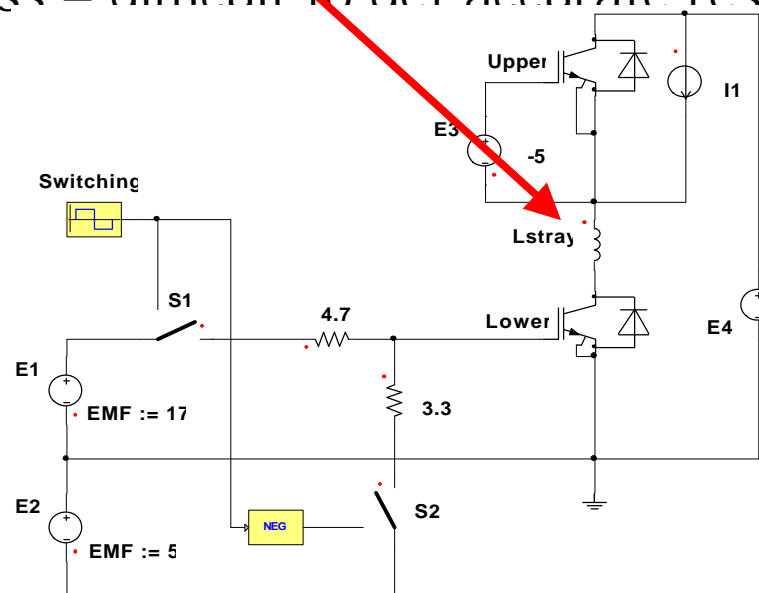 Upper
I1
E3
-5
Switching
Lstray
S1
4.7
Lower
E4
E1
EMF := 17
3.3
E2
S2
NEG
EMF := 5